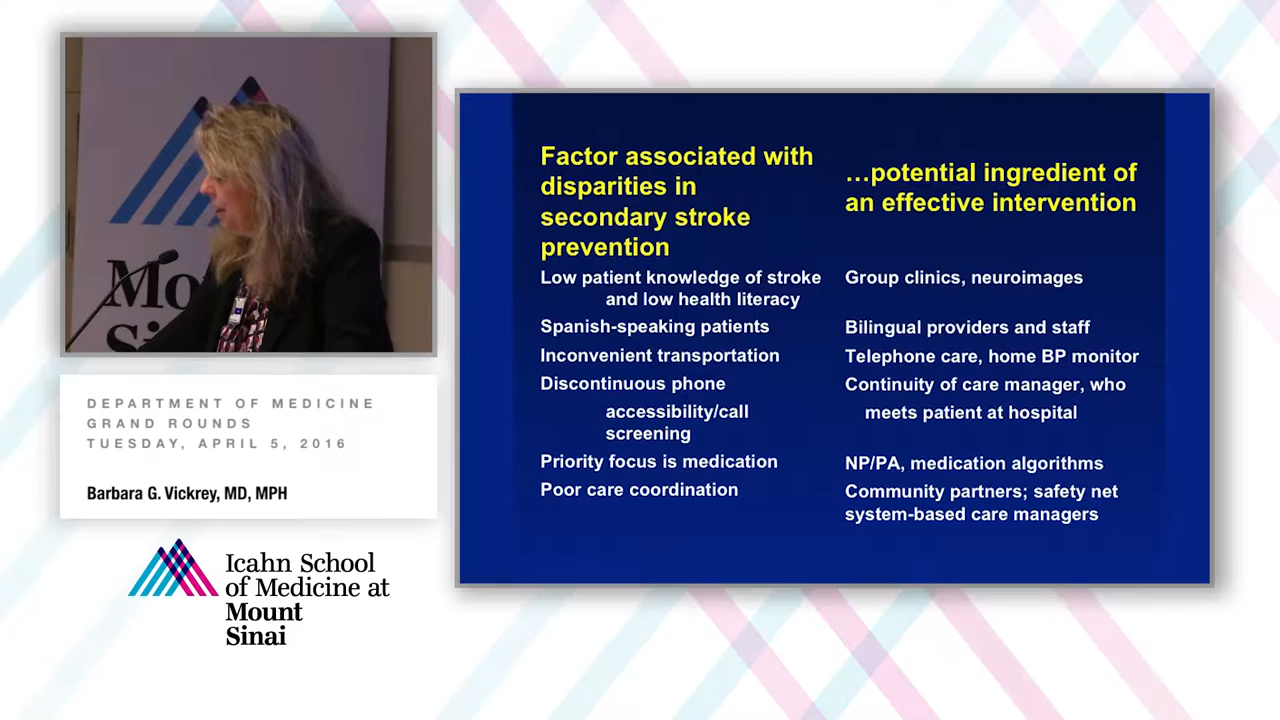 Mo
Sinai
DEPARTMENT OF MEDICINE
GRAND ROUNDS
TUESDAY, APRIL 5, 2016
Barbara G. Vickrey, MD, MPH
Icahn School
of Medicine at
Mount
Sinai
Factor associated with
disparities in
secondary stroke
prevention
…potential ingredient of
an effective intervention
Low patient knowledge of stroke
and low health literacy
Group clinics, neuroimages
Spanish-speaking patients
Bilingual providers and staff
Inconvenient transportation
Telephone care, home BP monitor
Discontinuous phone
accessibility/call
screening
Continuity of care manager, who
meets patient at hospital
Priority focus is medication
NP/PA, medication algorithms
Poor care coordination
Community partners; safety net
system-based care managers